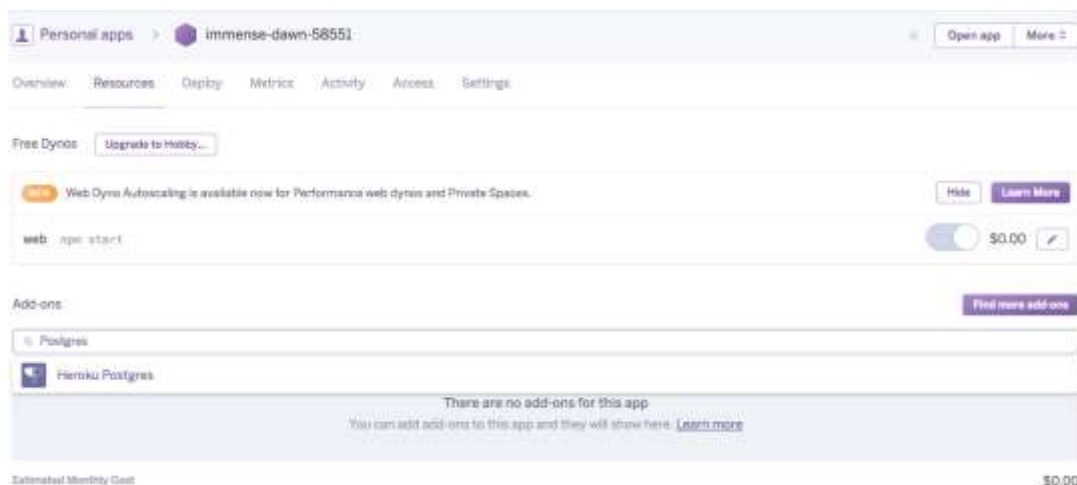 Personal apps > immense-dawn-58551 Open app More
Overview Resources Deploy Metrics Activity Access Settings
Free Dynos Upgrade to Hobby...
NEW Web Dyno Autoscaling is available now for Performance web dynos and Private Spaces. Hide Learn More
web npm start $0.00
Add-ons Find more add-ons
Postgres
Heroku Postgres
There are no add-ons for this app
You can add add-ons to this app and they will show here. Learn more
Estimated Monthly Cost $0.00